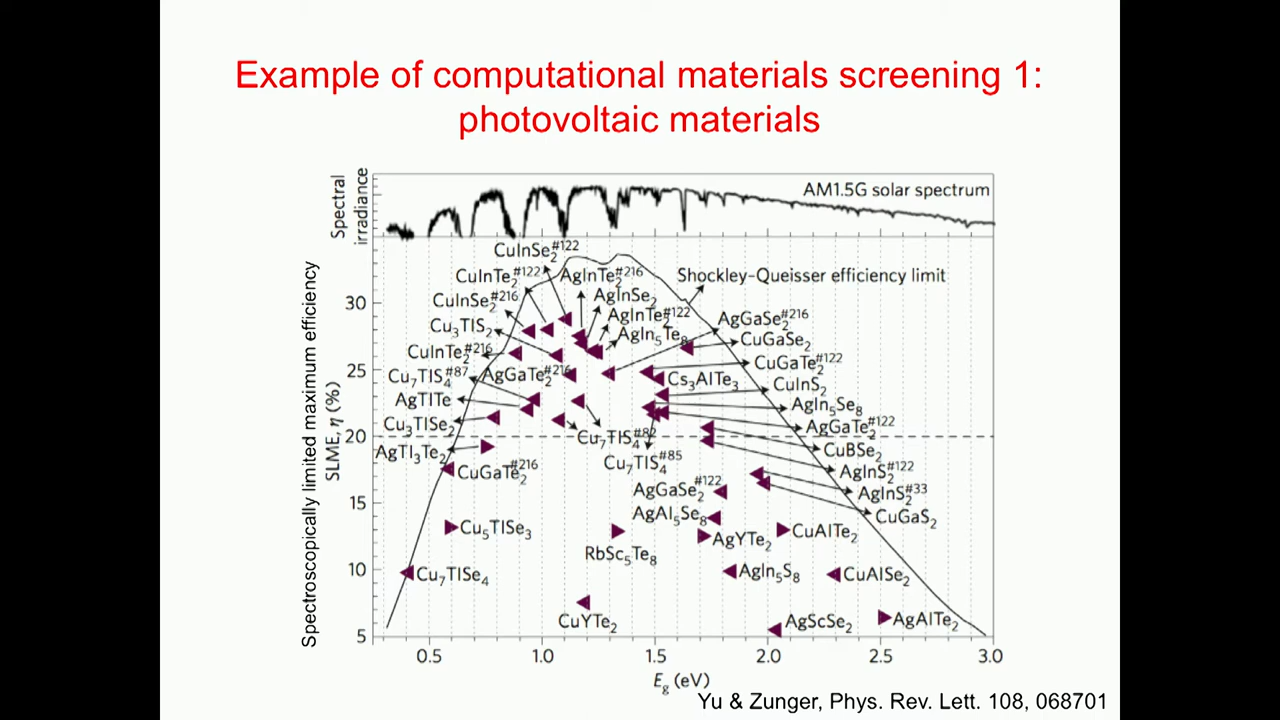 Example of computational materials screening 1:
photovoltaic materials
Spectral
irradiance
AM1.5G solar spectrum
Shockley-Queisser efficiency limit
Spectroscopically limited maximum efficiency
SLME, η (%)
30
25
20
15
10
5
CuInSe₂#122
CuInTe₂#122
AgInTe₂#216
CuInSe₂#216
AgInSe₂
Cu₃TlS₂
AgInTe₂#122
AgIn₅Te₈
AgGaSe₂#216
CuGaSe₂
CuInTe₂#216
CuGaTe₂#122
Cu₇TlS₄#87
AgGaTe₂#216
Cs₃AlTe₃
CuInS₂
AgTlTe
AgIn₅Se₈
Cu₃TlSe₂
AgGaTe₂#122
Cu₇TlS₄#82
CuBSe₂
AgTl₃Te₂
Cu₇TlS₄#85
AgInS₂#122
CuGaTe₂#216
AgGaSe₂#122
AgInS₂#33
AgAl₅Se₈
CuGaS₂
Cu₅TlSe₃
AgYTe₂
CuAlTe₂
RbSc₅Te₈
Cu₇TlSe₄
AgIn₅S₈
CuAlSe₂
CuYTe₂
AgScSe₂
AgAlTe₂
0.5 1.0 1.5 2.0 2.5 3.0
Eg (eV)
Yu & Zunger, Phys. Rev. Lett. 108, 068701